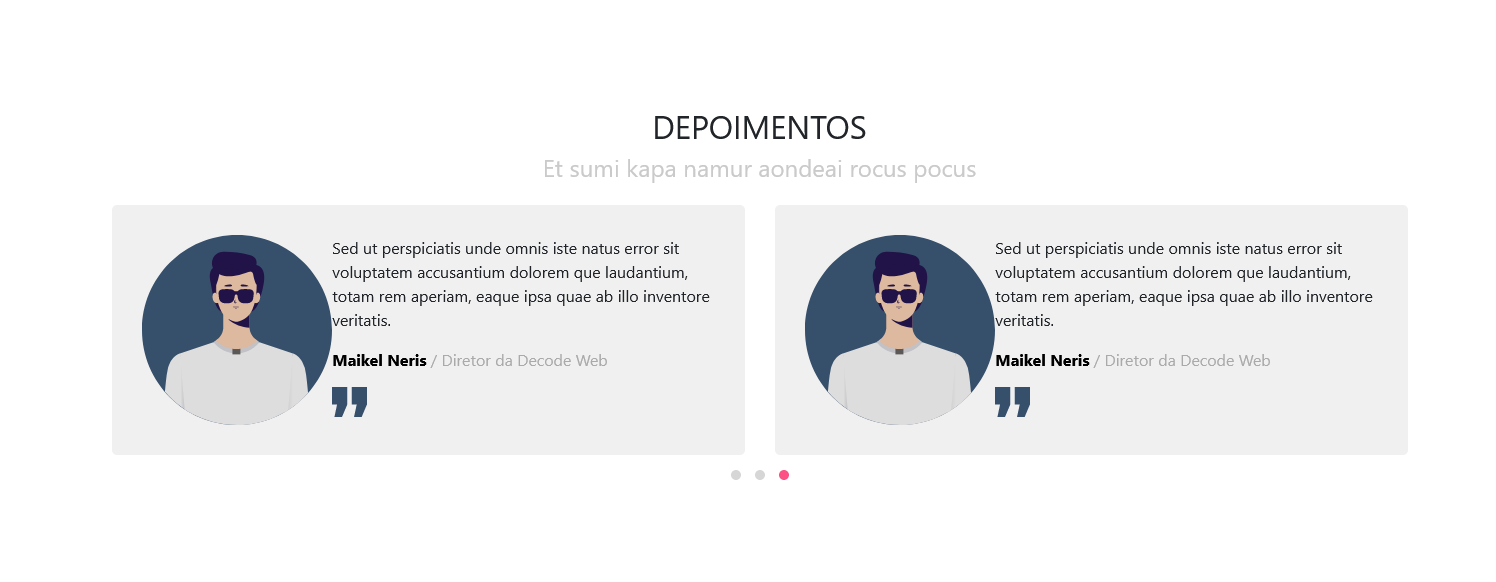 DEPOIMENTOS
Et sumi kapa namur aondeai rocus pocus
Sed ut perspiciatis unde omnis iste natus error sit
voluptatem accusantium dolorem que laudantium,
totam rem aperiam, eaque ipsa quae ab illo inventore
veritatis.
Maikel Neris / Diretor da Decode Web
Sed ut perspiciatis unde omnis iste natus error sit
voluptatem accusantium dolorem que laudantium,
totam rem aperiam, eaque ipsa quae ab illo inventore
veritatis.
Maikel Neris / Diretor da Decode Web